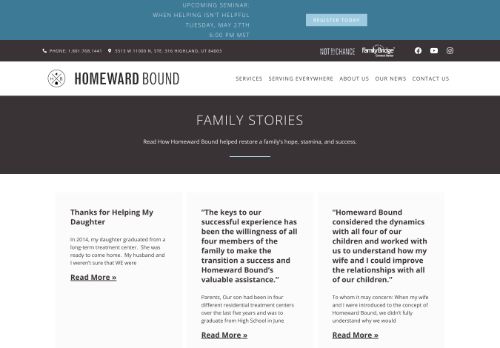 UPCOMING SEMINAR:
WHEN HELPING ISN'T HELPFUL
TUESDAY, MAY 27TH
6:00 PM MST
REGISTER TODAY
PHONE: 1.801.768.1441
5513 W 11000 N, STE. 516 HIGHLAND, UT 84003
NOT BY CHANCE
FamilyBridge
HOMEWARD BOUND
SERVICES
SERVING EVERYWHERE
ABOUT US
OUR NEWS
CONTACT US
FAMILY STORIES
Read How Homeward Bound helped restore a family's hope, stamina, and success.
Thanks for Helping My
Daughter
In 2014, my daughter graduated from a
long-term treatment center. She was
ready to come home. My husband and
I weren't sure that WE were
Read More »
"The keys to our
successful experience has
been the willingness of all
four members of the
family to make the
transition a success and
Homeward Bound's
valuable assistance."
Parents, Our son had been in four
different residential treatment centers
over the last five years and was to
graduate from High School in June.
Read More »
"Homeward Bound
considered the dynamics
with all four of our
children and worked with
us to understand how my
wife and I could improve
the relationships with all
of our children."
To whom it may concern: When my wife
and I were introduced to the concept of
Homeward Bound, we didn't fully
understand why we would
Read More »